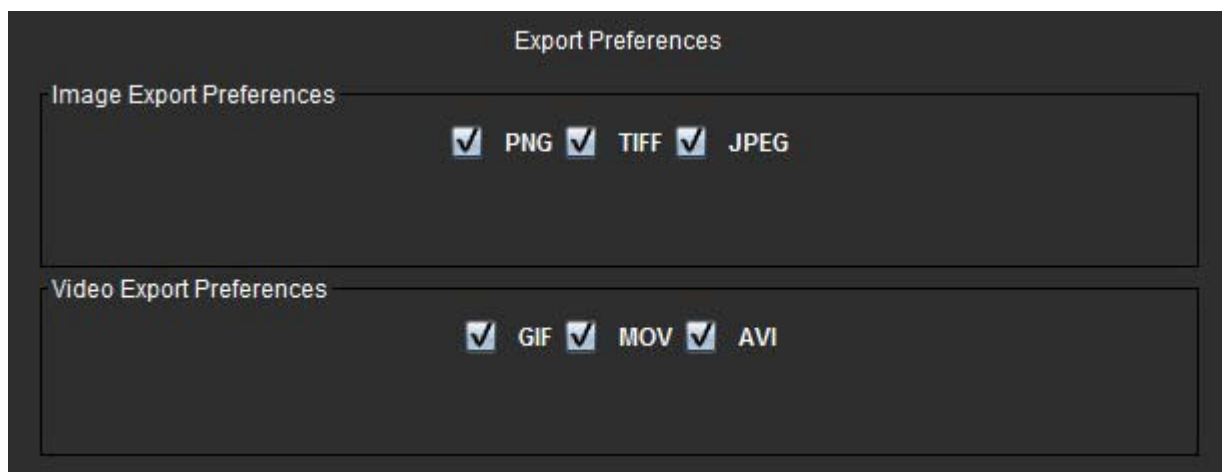 Export Preferences
Image Export Preferences
PNG TIFF JPEG
Video Export Preferences
GIF MOV AVI